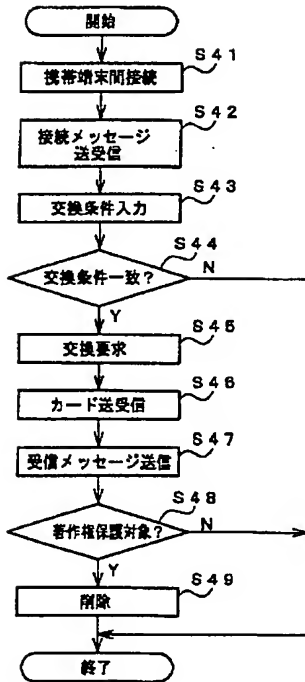 開始
S41
携帯端末間接続
S42
接続メッセージ
送受信
S43
交換条件入力
S44
交換条件一致?
N
Y
S45
交換要求
S46
カード送受信
S47
受信メッセージ送信
S48
著作権保護対象?
N
Y
S49
削除
終了